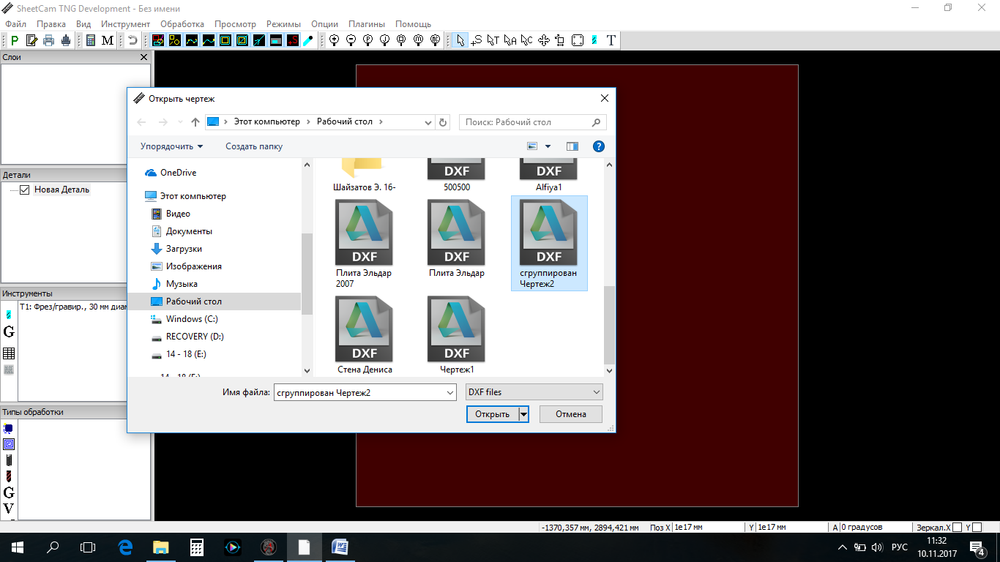 SheetCam TNG Development - Без имени
Файл Правка Вид Инструмент Обработка Просмотр Режимы Опции Плагины Помощь
P M S T A C T
Слои
Детали
Новая Деталь
Инструменты
T1: Фрез/гравир., 30 мм диам
G
Типы обработки
G
V
Открыть чертеж
Этот компьютер Рабочий стол
Поиск: Рабочий стол
Упорядочить Создать папку
OneDrive
Этот компьютер
Видео
Документы
Загрузки
Изображения
Музыка
Рабочий стол
Windows (C:)
RECOVERY (D:)
14 - 18 (E:)
14 - 18 (E:)
DXF DXF
Шайзатов Э. 16- 500500 Alfiya1
DXF DXF DXF
Плита Эльдар 2007
Плита Эльдар
сгруппирован Чертеж2
DXF DXF
Стена Дениса Чертеж1
Имя файла: сгруппирован Чертеж2 DXF files
Открыть Отмена
-1370,357 мм, 2894,421 мм Поз X 1e17 мм Y 1e17 мм A 0 градусов Зеркал.X Y
РУС
11:32
10.11.2017
4